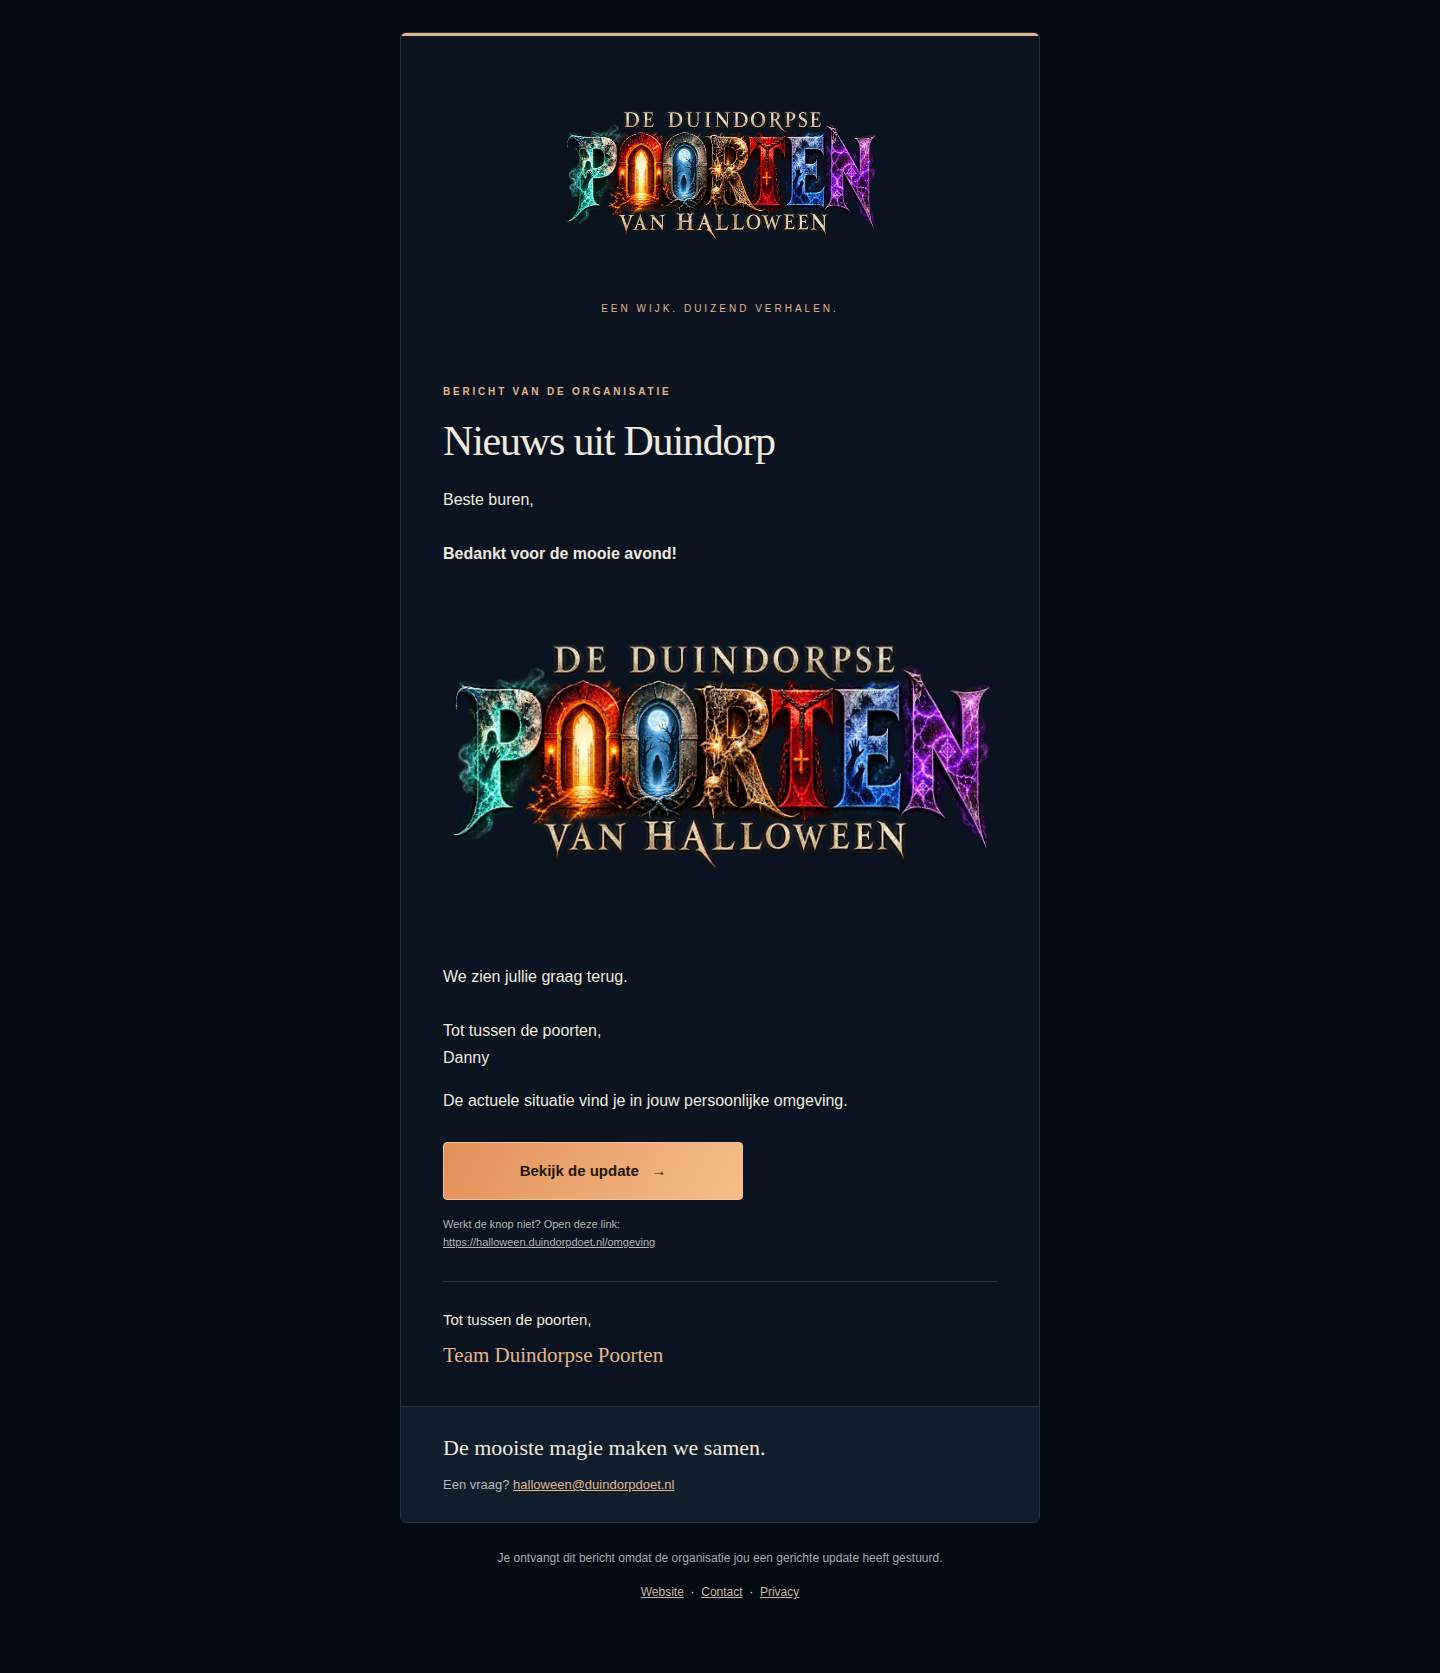 DE DUINDORPSE
POORTEN
VAN HALLOWEEN
EEN WIJK. DUIZEND VERHALEN.
BERICHT VAN DE ORGANISATIE
Nieuws uit Duindorp
Beste buren,
Bedankt voor de mooie avond!
DE DUINDORPSE
POORTEN
VAN HALLOWEEN
We zien jullie graag terug.
Tot tussen de poorten,
Danny
De actuele situatie vind je in jouw persoonlijke omgeving.
Bekijk de update →
Werkt de knop niet? Open deze link:
https://halloween.duindorpdoet.nl/omgeving
Tot tussen de poorten,
Team Duindorpse Poorten
De mooiste magie maken we samen.
Een vraag? halloween@duindorpdoet.nl
Je ontvangt dit bericht omdat de organisatie jou een gerichte update heeft gestuurd.
Website · Contact · Privacy